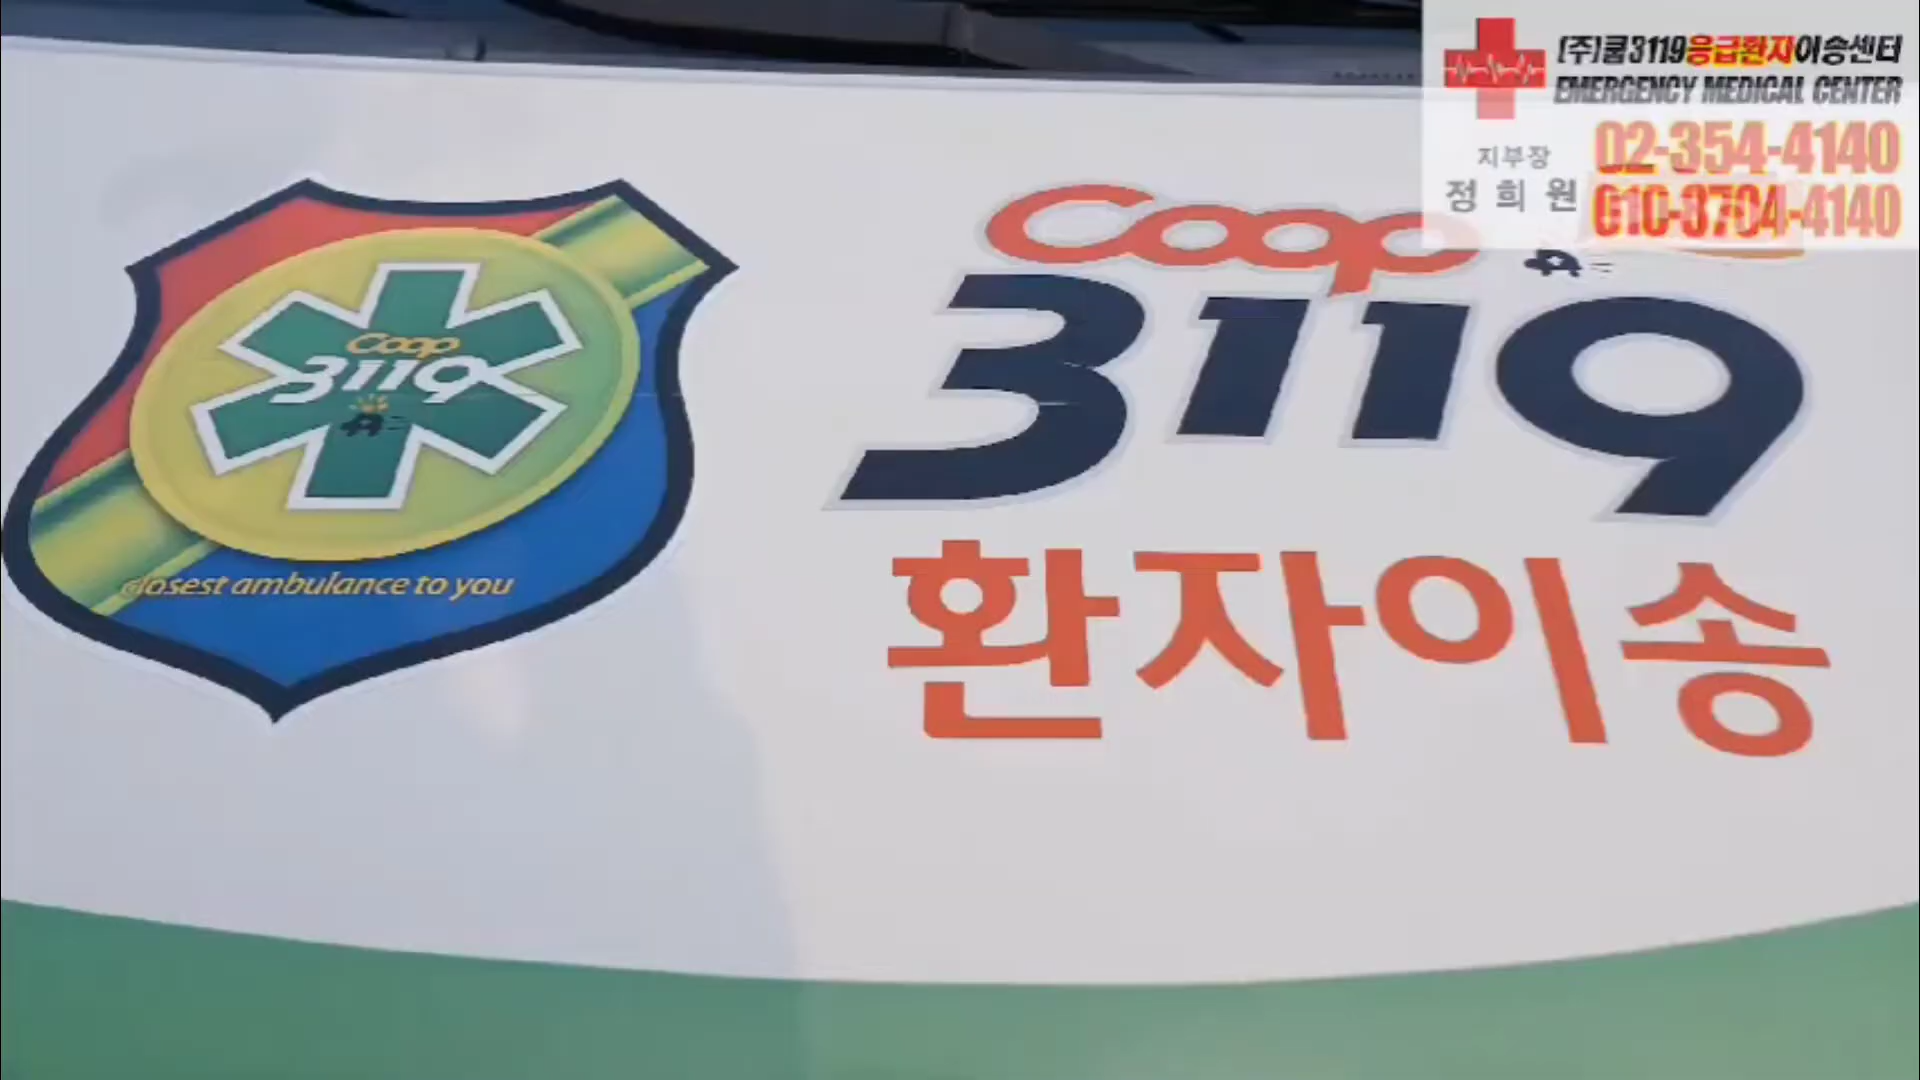 [주]쿱3119응급환자이송센터
EMERGENCY MEDICAL CENTER
지부장
정희원
02-354-4140
010-3704-4140
Coop
3119
환자이송
Coop
3119
closest ambulance to you